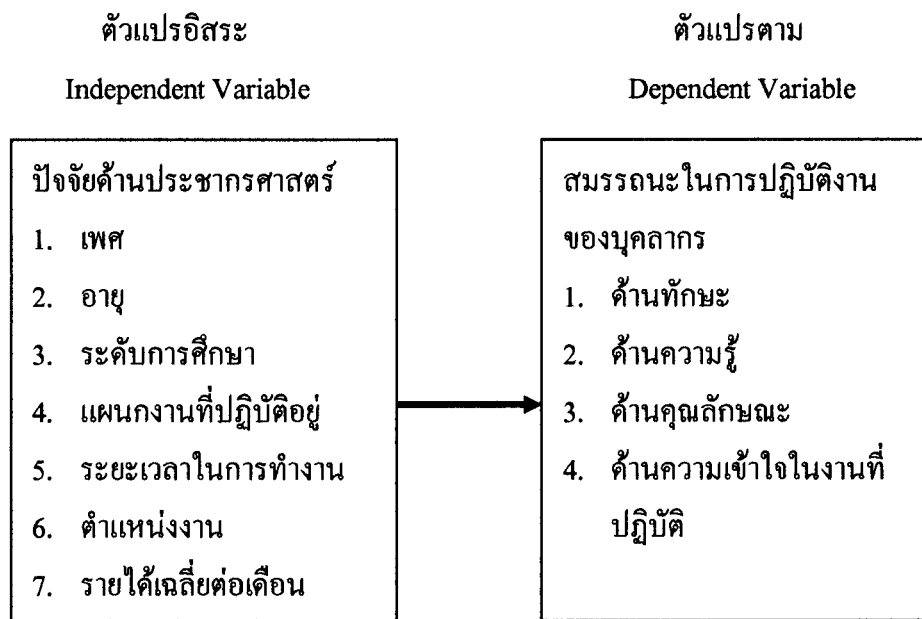 ตัวแปรอิสระ
Independent Variable
ปัจจัยด้านประชากรศาสตร์
1. เพศ
2. อายุ
3. ระดับการศึกษา
4. แผนกงานที่ปฏิบัติอยู่
5. ระยะเวลาในการทำงาน
6. ตำแหน่งงาน
7. รายได้เฉลี่ยต่อเดือน
ตัวแปรตาม
Dependent Variable
สมรรถนะในการปฏิบัติงาน
ของบุคลากร
1. ด้านทักษะ
2. ด้านความรู้
3. ด้านคุณลักษณะ
4. ด้านความเข้าใจในงานที่
ปฏิบัติ